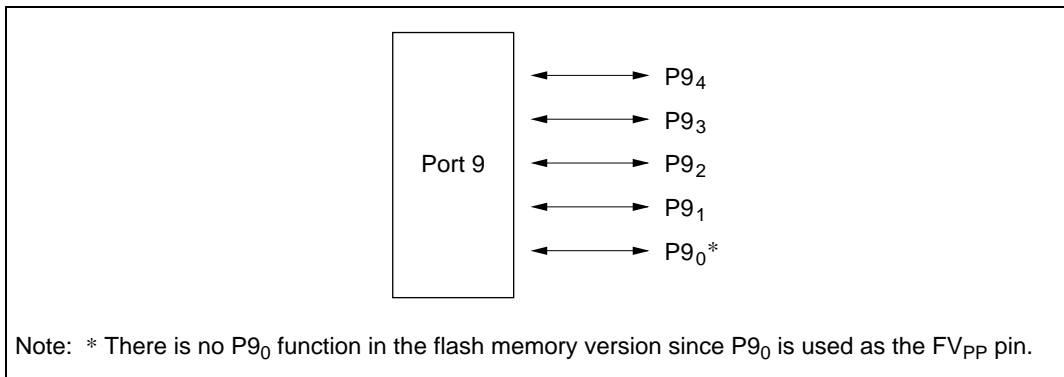 P9₄
P9₃
Port 9
P9₂
P9₁
P9₀*
Note: * There is no P9₀ function in the flash memory version since P9₀ is used as the FVPP pin.